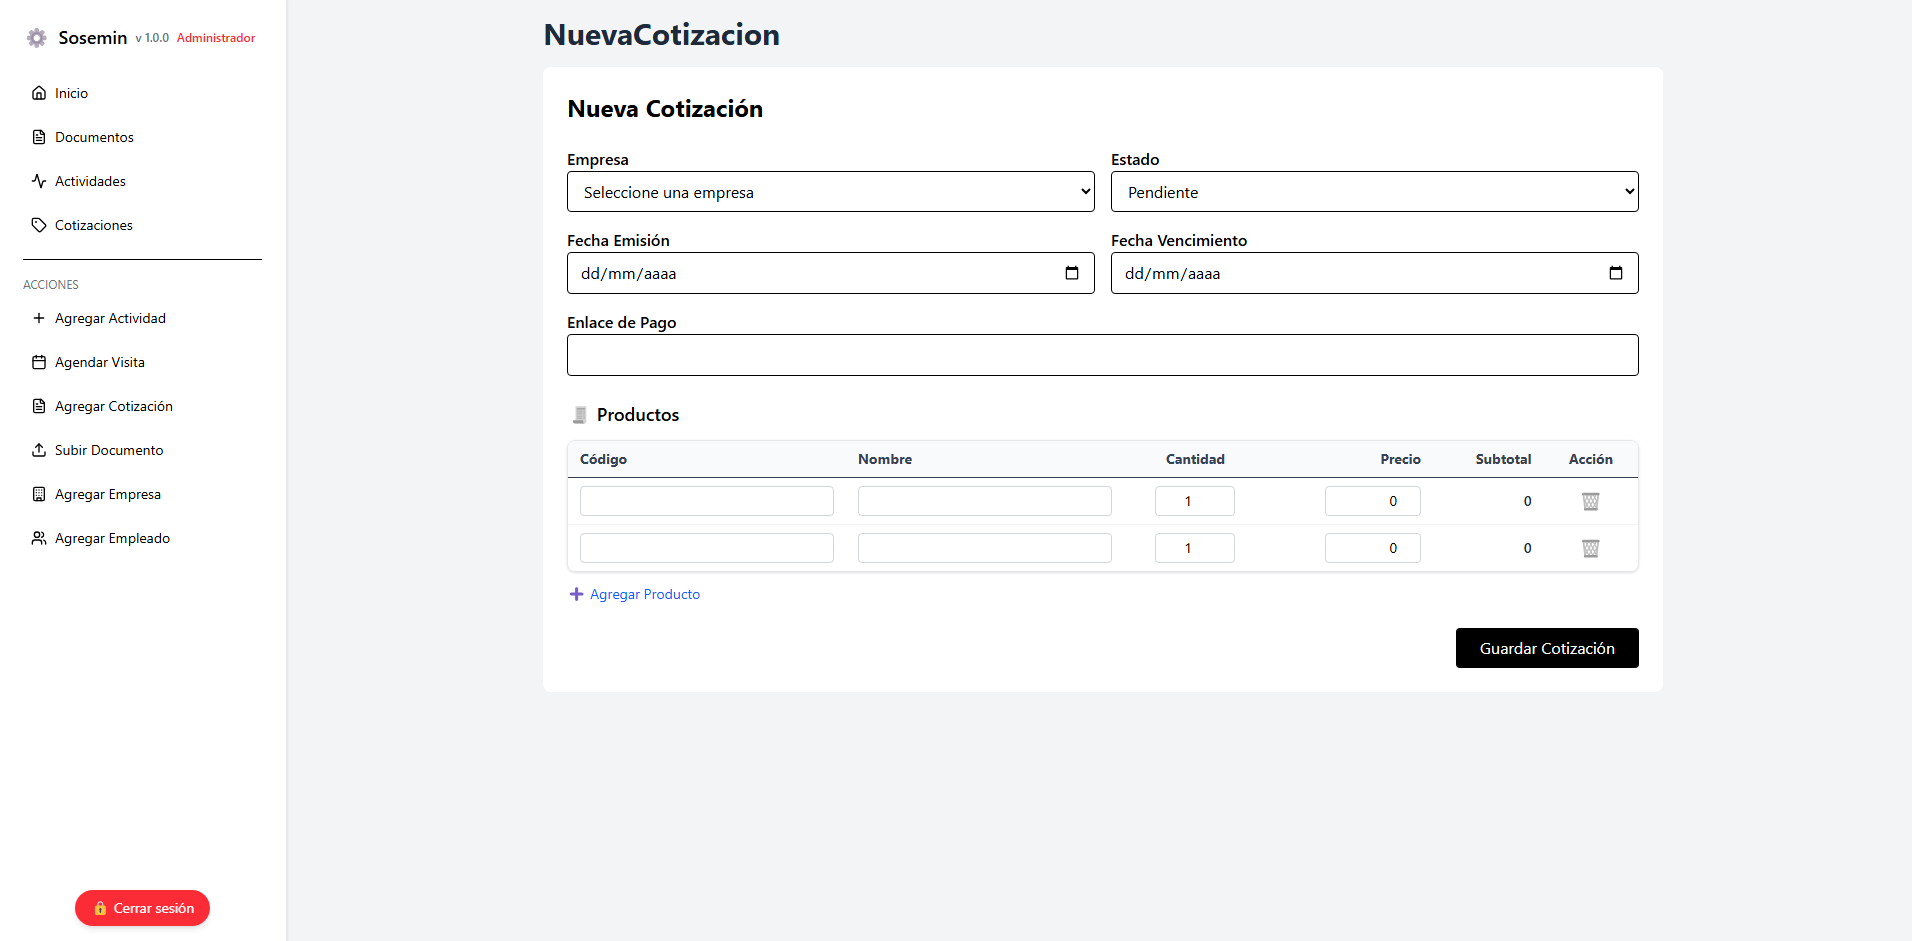 Sosemin v 1.0.0 Administrador
Inicio
Documentos
Actividades
Cotizaciones
ACCIONES
Agregar Actividad
Agendar Visita
Agregar Cotización
Subir Documento
Agregar Empresa
Agregar Empleado
Cerrar sesión
NuevaCotizacion
Nueva Cotización
Empresa Estado
Seleccione una empresa Pendiente
Fecha Emisión Fecha Vencimiento
dd/mm/aaaa dd/mm/aaaa
Enlace de Pago
Productos
Código Nombre Cantidad Precio Subtotal Acción
1 0 0
1 0 0
Agregar Producto
Guardar Cotización